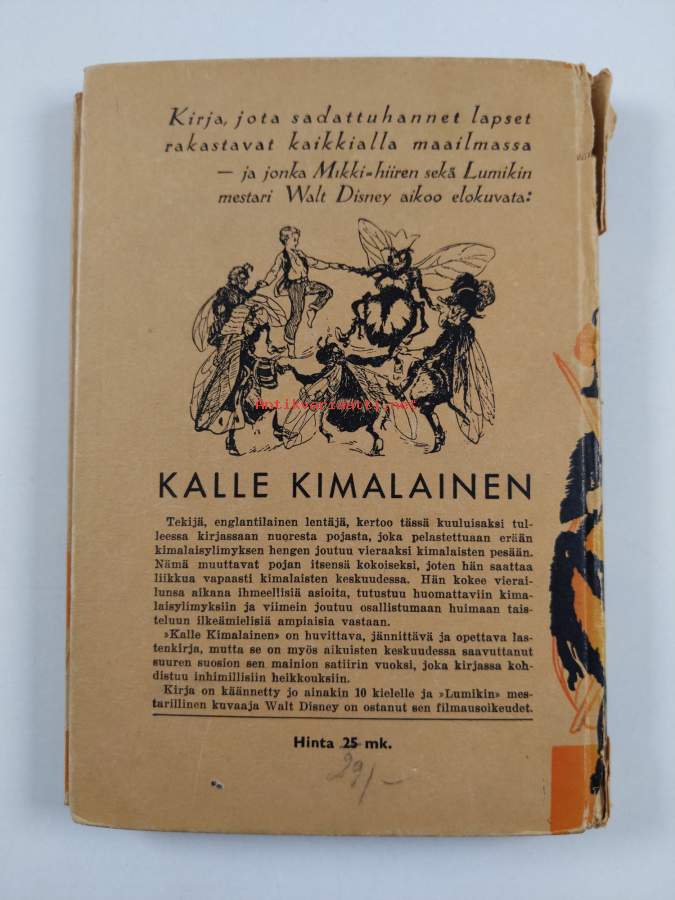 Kirja, jota sadattuhannet lapset
rakastavat kaikkialla maailmassa
— ja jonka Mikki-hiiren sekä Lumikin
mestari Walt Disney aikoo elokuvata:
Antikvariaatti.net
KALLE KIMALAINEN
Tekijä, englantilainen lentäjä, kertoo tässä kuuluisaksi tul-
leessa kirjassaan nuoresta pojasta, joka pelastettuaan erään
kimalaisylimyksen hengen joutuu vieraaksi kimalaisten pesään.
Nämä muuttavat pojan itsensä kokoiseksi, joten hän saattaa
liikkua vapaasti kimalaisten keskuudessa. Hän kokee vierai-
lunsa aikana ihmeellisiä asioita, tutustuu huomattaviin kima-
laisylimyksiin ja viimein joutuu osallistumaan huimaan tais-
teluun ilkeämielisiä ampiaisia vastaan.
»Kalle Kimalainen» on huvittava, jännittävä ja opettava las-
tenkirja, mutta se on myös aikuisten keskuudessa saavuttanut
suuren suosion sen mainion satiirin vuoksi, joka kirjassa koh-
distuu inhimillisiin heikkouksiin.
Kirja on käännetty jo ainakin 10 kielelle ja »Lumikin» mes-
tarillinen kuvaaja Walt Disney on ostanut sen filmausoikeudet.
Hinta 25 mk.
29/-